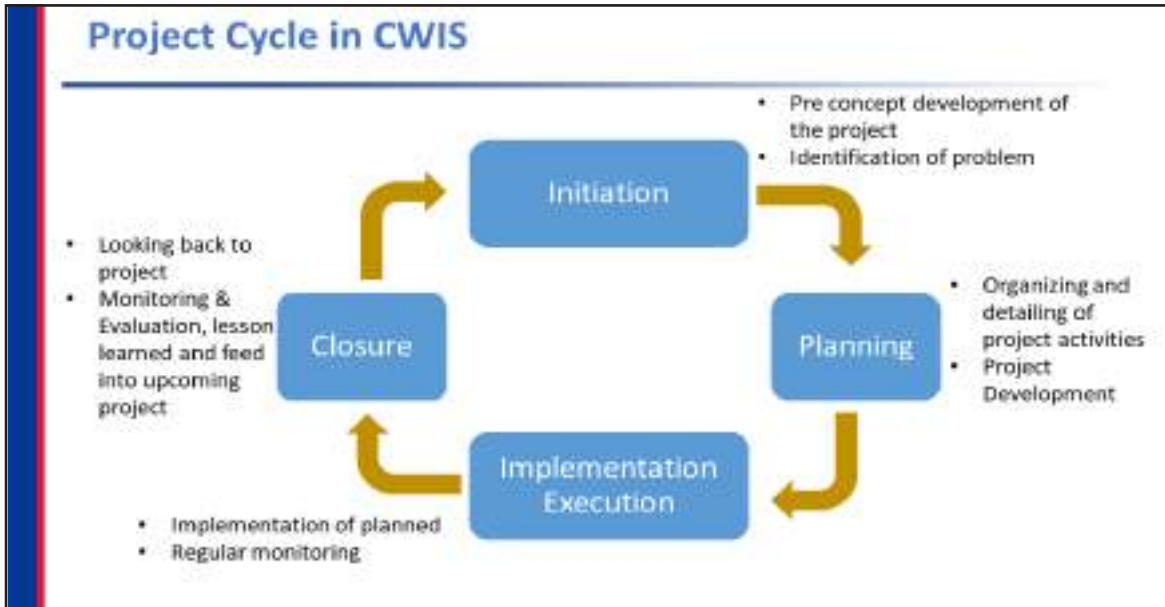 Project Cycle in CWIS
• Pre concept development of
the project
• Identification of problem
Initiation
• Looking back to
project
• Monitoring &
Evaluation, lesson
learned and feed
into upcoming
project
Closure
Planning
• Organizing and
detailing of
project activities
• Project
Development
Implementation
Execution
• Implementation of planned
• Regular monitoring